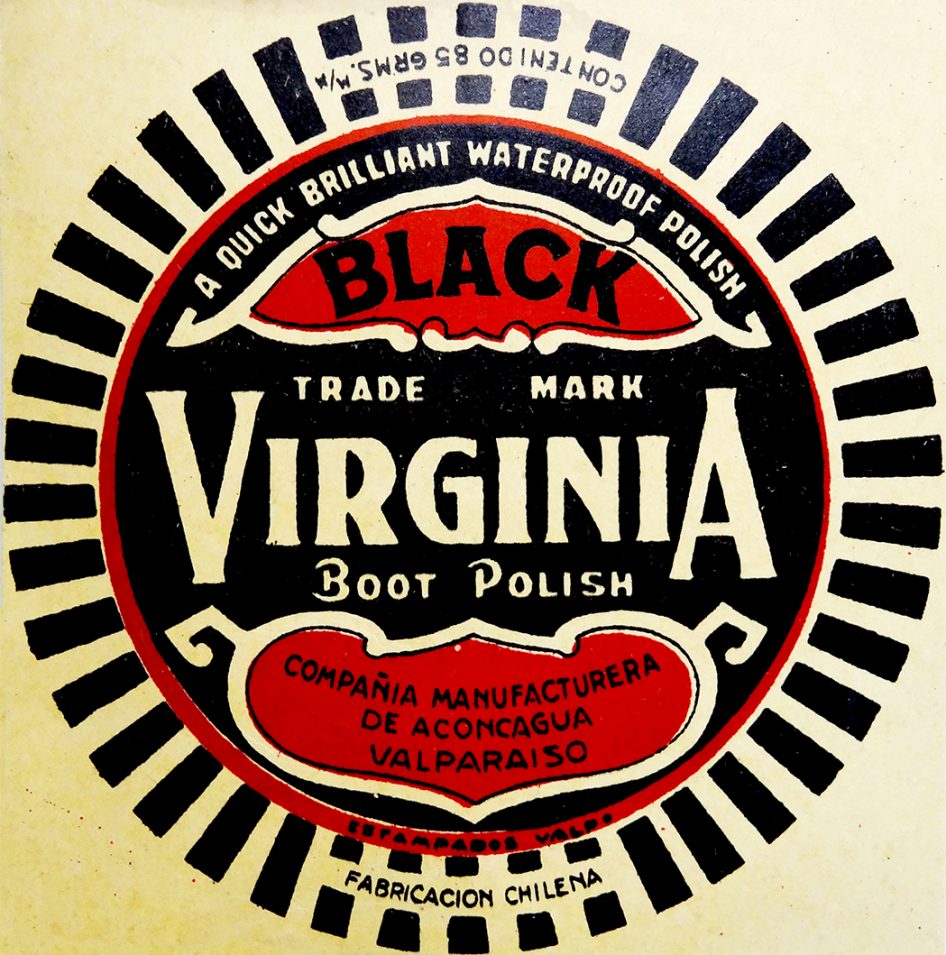 CONTENIDO 85 GRMS. M/M
A QUICK BRILLIANT WATERPROOF POLISH
BLACK
TRADE MARK
VIRGINIA
BOOT POLISH
COMPAÑIA MANUFACTURERA
DE ACONCAGUA
VALPARAISO
ESTAMPADOS VALPO
FABRICACION CHILENA